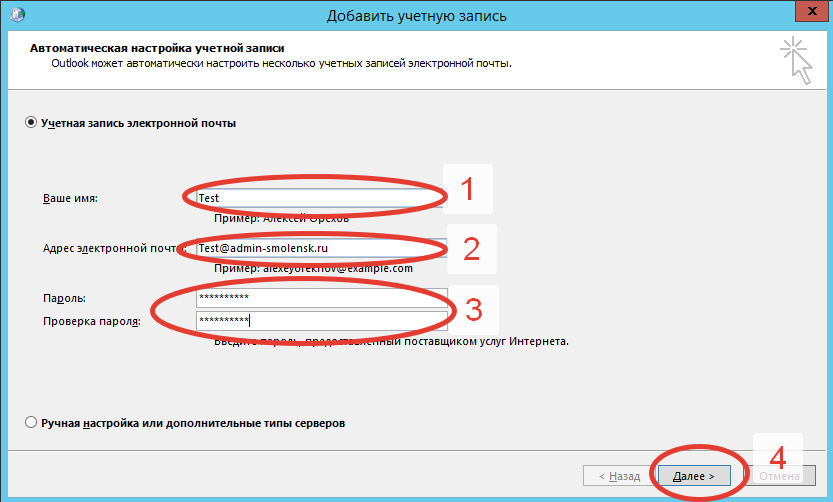 Добавить учетную запись
Автоматическая настройка учетной записи
Outlook может автоматически настроить несколько учетных записей электронной почты.
Учетная запись электронной почты
Ваше имя: Test 1
Пример: Алексей Орехов
Адрес электронной почты: Test@admin-smolensk.ru 2
Пример: alexeyorekhov@example.com
Пароль: **********
3
Проверка пароля: **********
Введите пароль, предоставленный поставщиком услуг Интернета.
Ручная настройка или дополнительные типы серверов
4
< Назад Далее > Отмена